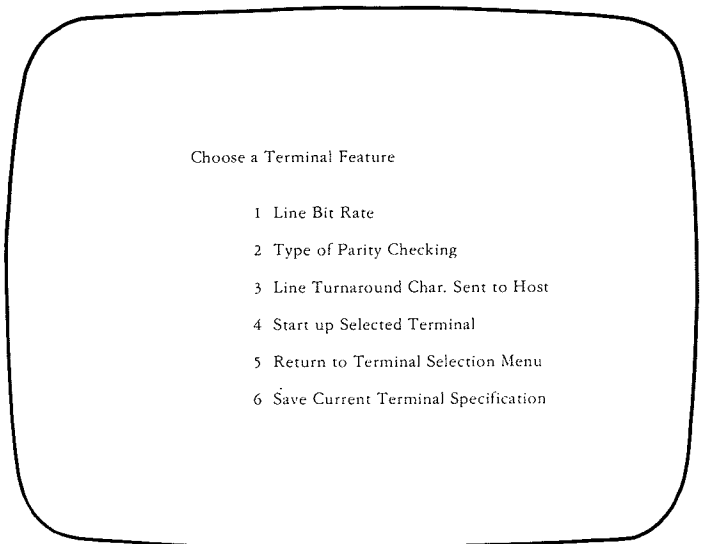 Choose a Terminal Feature
1 Line Bit Rate
2 Type of Parity Checking
3 Line Turnaround Char. Sent to Host
4 Start up Selected Terminal
5 Return to Terminal Selection Menu
6 Save Current Terminal Specification